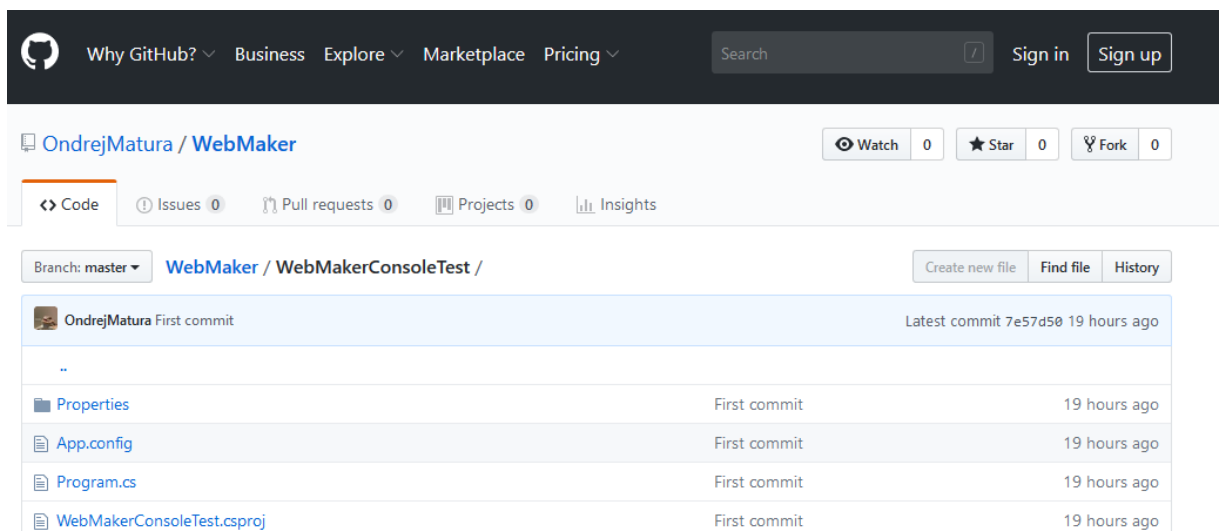 Why GitHub? Business Explore Marketplace Pricing Search / Sign in Sign up
OndrejMatura / WebMaker Watch 0 Star 0 Fork 0
<> Code Issues 0 Pull requests 0 Projects 0 Insights
Branch: master WebMaker / WebMakerConsoleTest / Create new file Find file History
OndrejMatura First commit Latest commit 7e57d50 19 hours ago
..
Properties First commit 19 hours ago
App.config First commit 19 hours ago
Program.cs First commit 19 hours ago
WebMakerConsoleTest.csproj First commit 19 hours ago